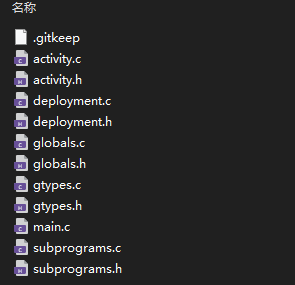 名称
.gitkeep
activity.c
activity.h
deployment.c
deployment.h
globals.c
globals.h
gtypes.c
gtypes.h
main.c
subprograms.c
subprograms.h